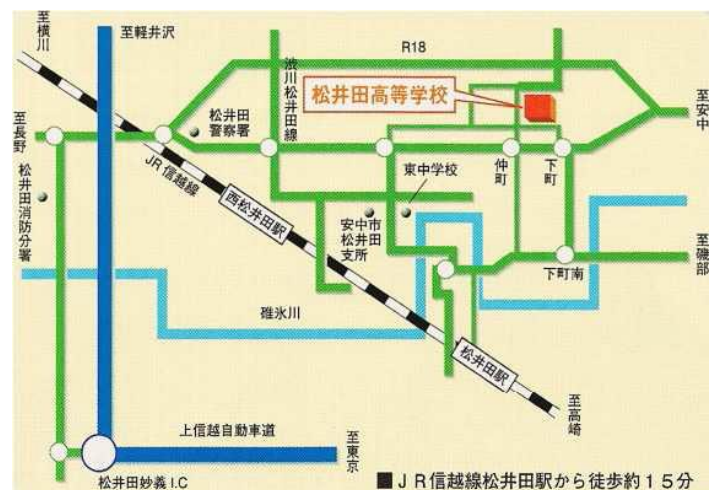 至横川
至軽井沢
R18
渋川松井田線
松井田高等学校
至安中
至長野
松井田
警察署
JR信越線
東中学校
仲町
下町
松井田消防分署
西松井田駅
安中市
松井田
支所
至磯部
下町南
碓氷川
松井田駅
至高崎
上信越自動車道
至東京
松井田妙義I.C
■JR信越線松井田駅から徒歩約15分